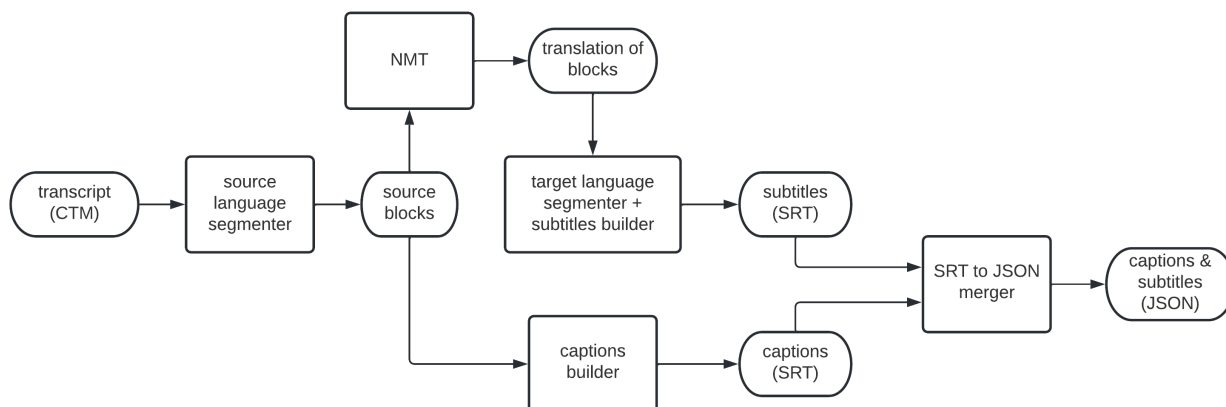 NMT
translation of
blocks
transcript
(CTM)
source
language
segmenter
source
blocks
target language
segmenter +
subtitles builder
subtitles
(SRT)
SRT to JSON
merger
captions &
subtitles
(JSON)
captions
builder
captions
(SRT)